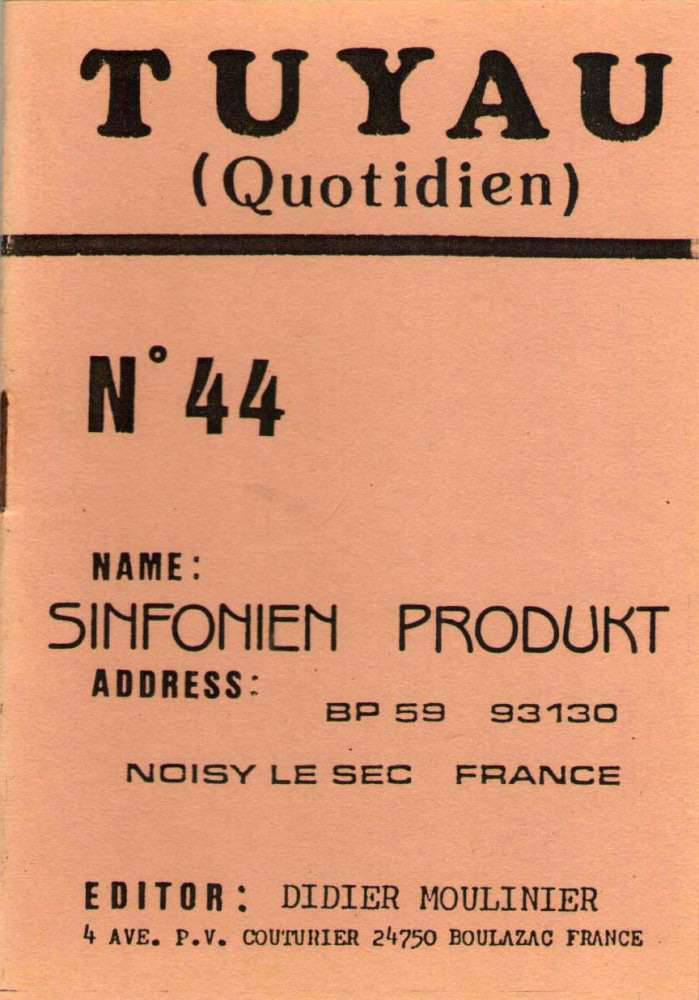 TUYAU
(Quotidien)
N° 44
NAME:
SINFONIEN PRODUKT
ADDRESS:
BP 59 93130
NOISY LE SEC FRANCE
EDITOR: DIDIER MOULINIER
4 AVE. P.V. COUTURIER 24750 BOULAZAC FRANCE